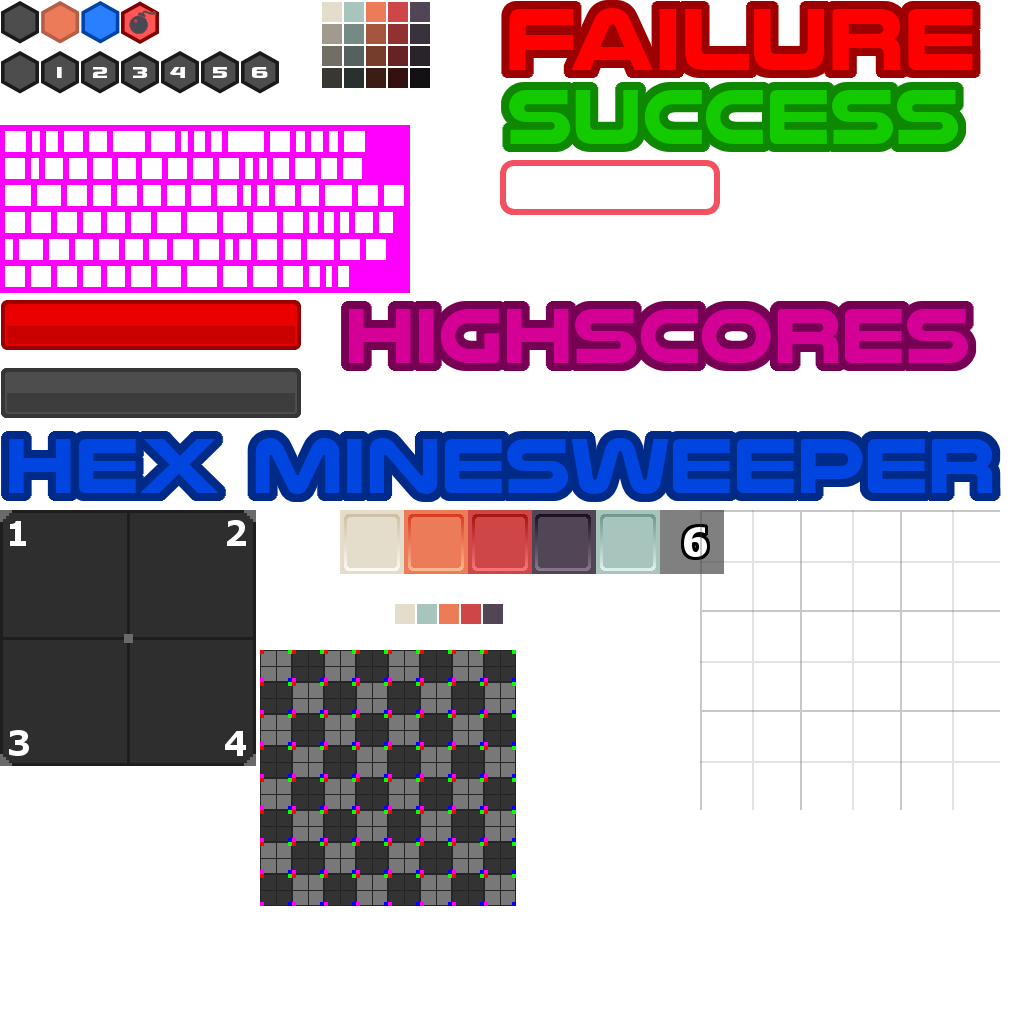 FAILURE
1 2 3 4 5 6
SUCCESS
HIGHSCORES
HEX MINESWEEPER
1 2
6
3 4